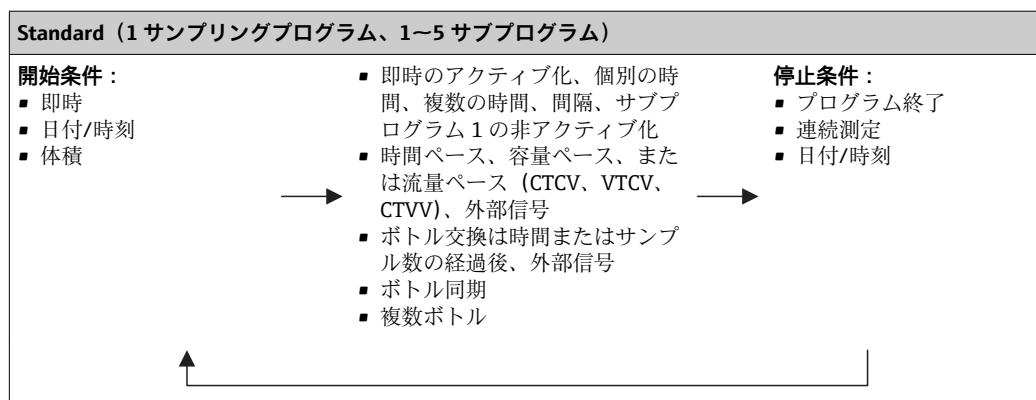 Standard（1 サンプリングプログラム、1～5 サブプログラム）
開始条件：
▪ 即時
▪ 日付/時刻
▪ 体積
▪ 即時のアクティブ化、個別の時
間、複数の時間、間隔、サブプ
ログラム 1 の非アクティブ化
▪ 時間ペース、容量ペース、また
は流量ペース（CTCV、VTCV、
CTVV）、外部信号
▪ ボトル交換は時間またはサンプ
ル数の経過後、外部信号
▪ ボトル同期
▪ 複数ボトル
停止条件：
▪ プログラム終了
▪ 連続測定
▪ 日付/時刻